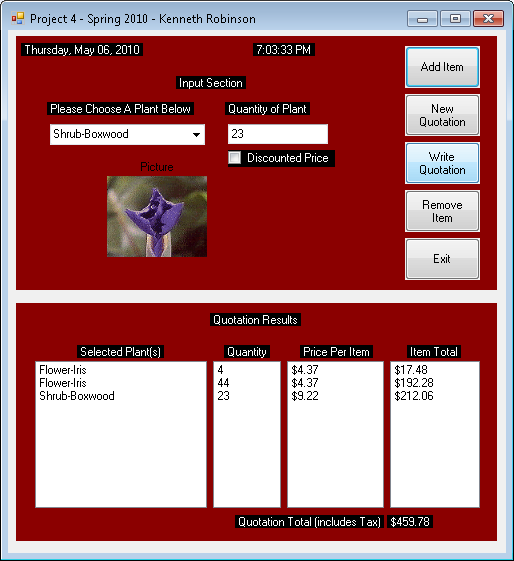 Project 4 - Spring 2010 - Kenneth Robinson
Thursday, May 06, 2010 7:03:33 PM
Input Section
Please Choose A Plant Below Quantity of Plant
Shrub-Boxwood 23
Discounted Price
Picture
Add Item
New
Quotation
Write
Quotation
Remove
Item
Exit
Quotation Results
Selected Plant(s) Quantity Price Per Item Item Total
Flower-Iris 4 $4.37 $17.48
Flower-Iris 44 $4.37 $192.28
Shrub-Boxwood 23 $9.22 $212.06
Quotation Total (includes Tax) $459.78